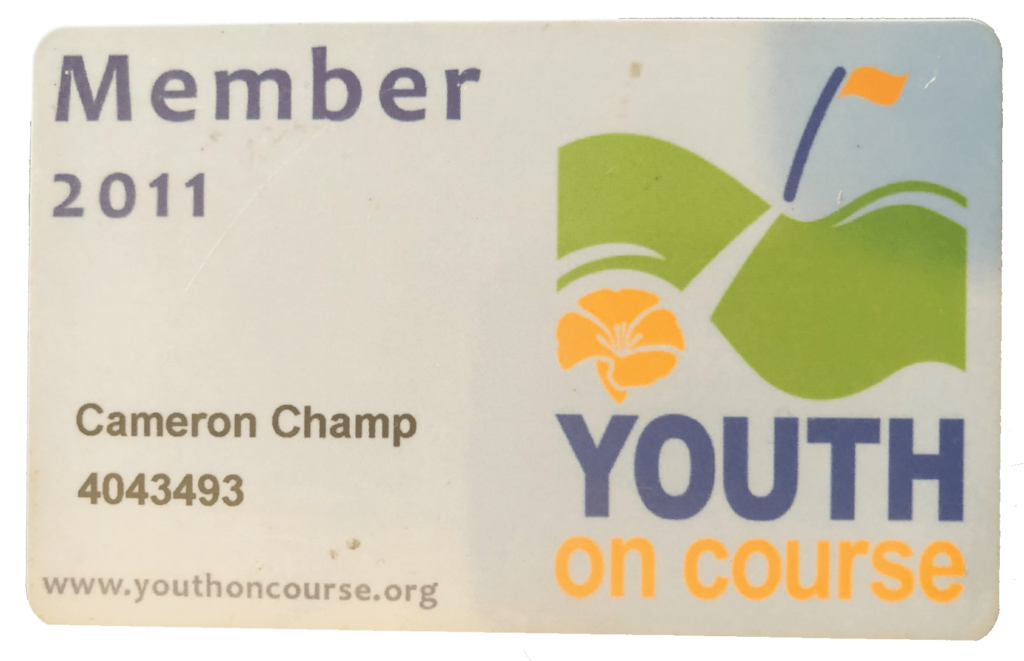 Member
2011
Cameron Champ
4043493
www.youthoncourse.org
YOUTH
on course